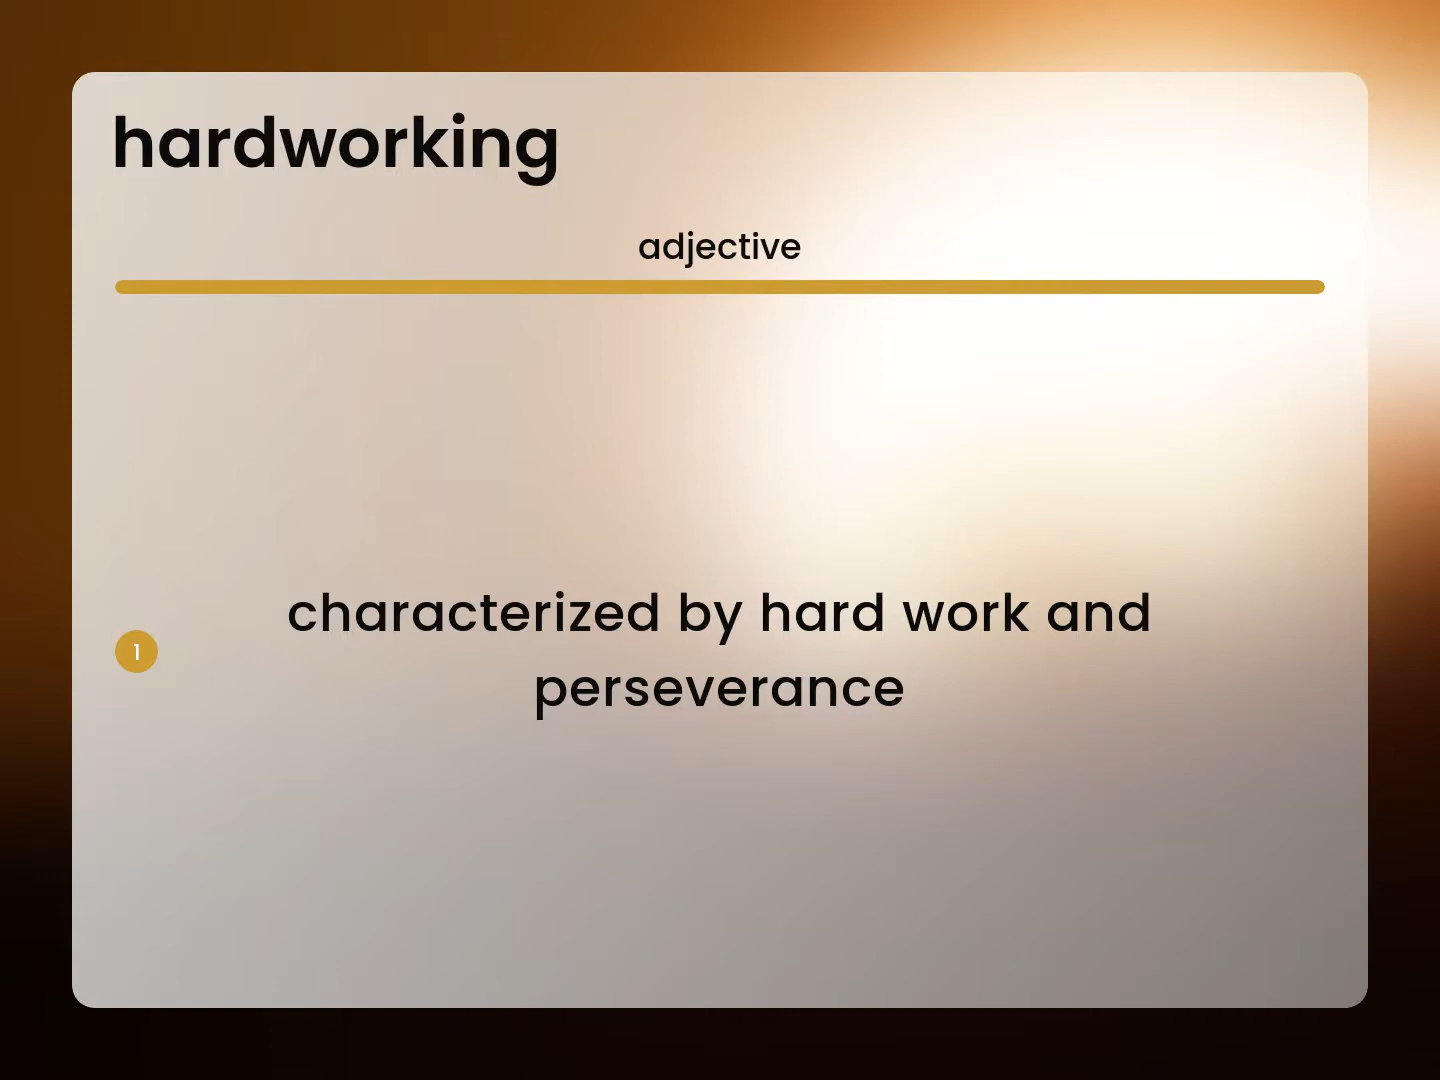 hardworking
adjective
1
characterized by hard work and
perseverance